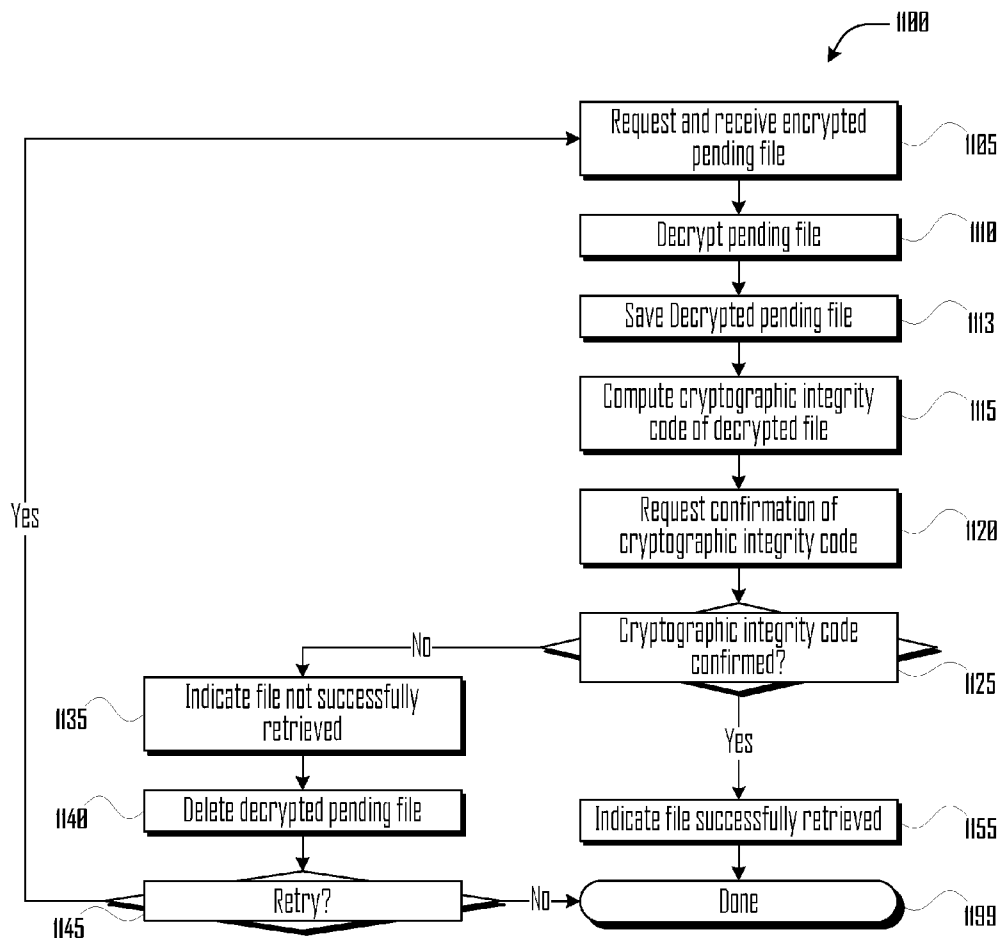 1100
Request and receive encrypted
pending file
1105
Decrypt pending file
1110
Save Decrypted pending file
1113
Compute cryptographic integrity
code of decrypted file
1115
Request confirmation of
cryptographic integrity code
1120
Yes
No
Cryptographic integrity code
confirmed?
1125
Indicate file not successfully
retrieved
1135
Yes
Delete decrypted pending file
1140
Indicate file successfully retrieved
1155
Retry?
1145
No
Done
1199